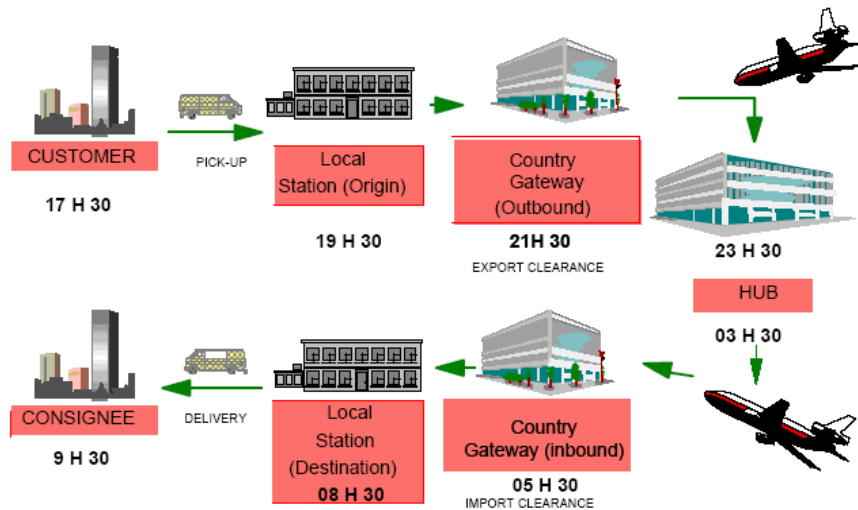 CUSTOMER
17 H 30
PICK-UP
Local
Station (Origin)
19 H 30
Country
Gateway
(Outbound)
21H 30
EXPORT CLEARANCE
23 H 30
HUB
03 H 30
Country
Gateway (inbound)
05 H 30
IMPORT CLEARANCE
Local
Station
(Destination)
08 H 30
DELIVERY
CONSIGNEE
9 H 30